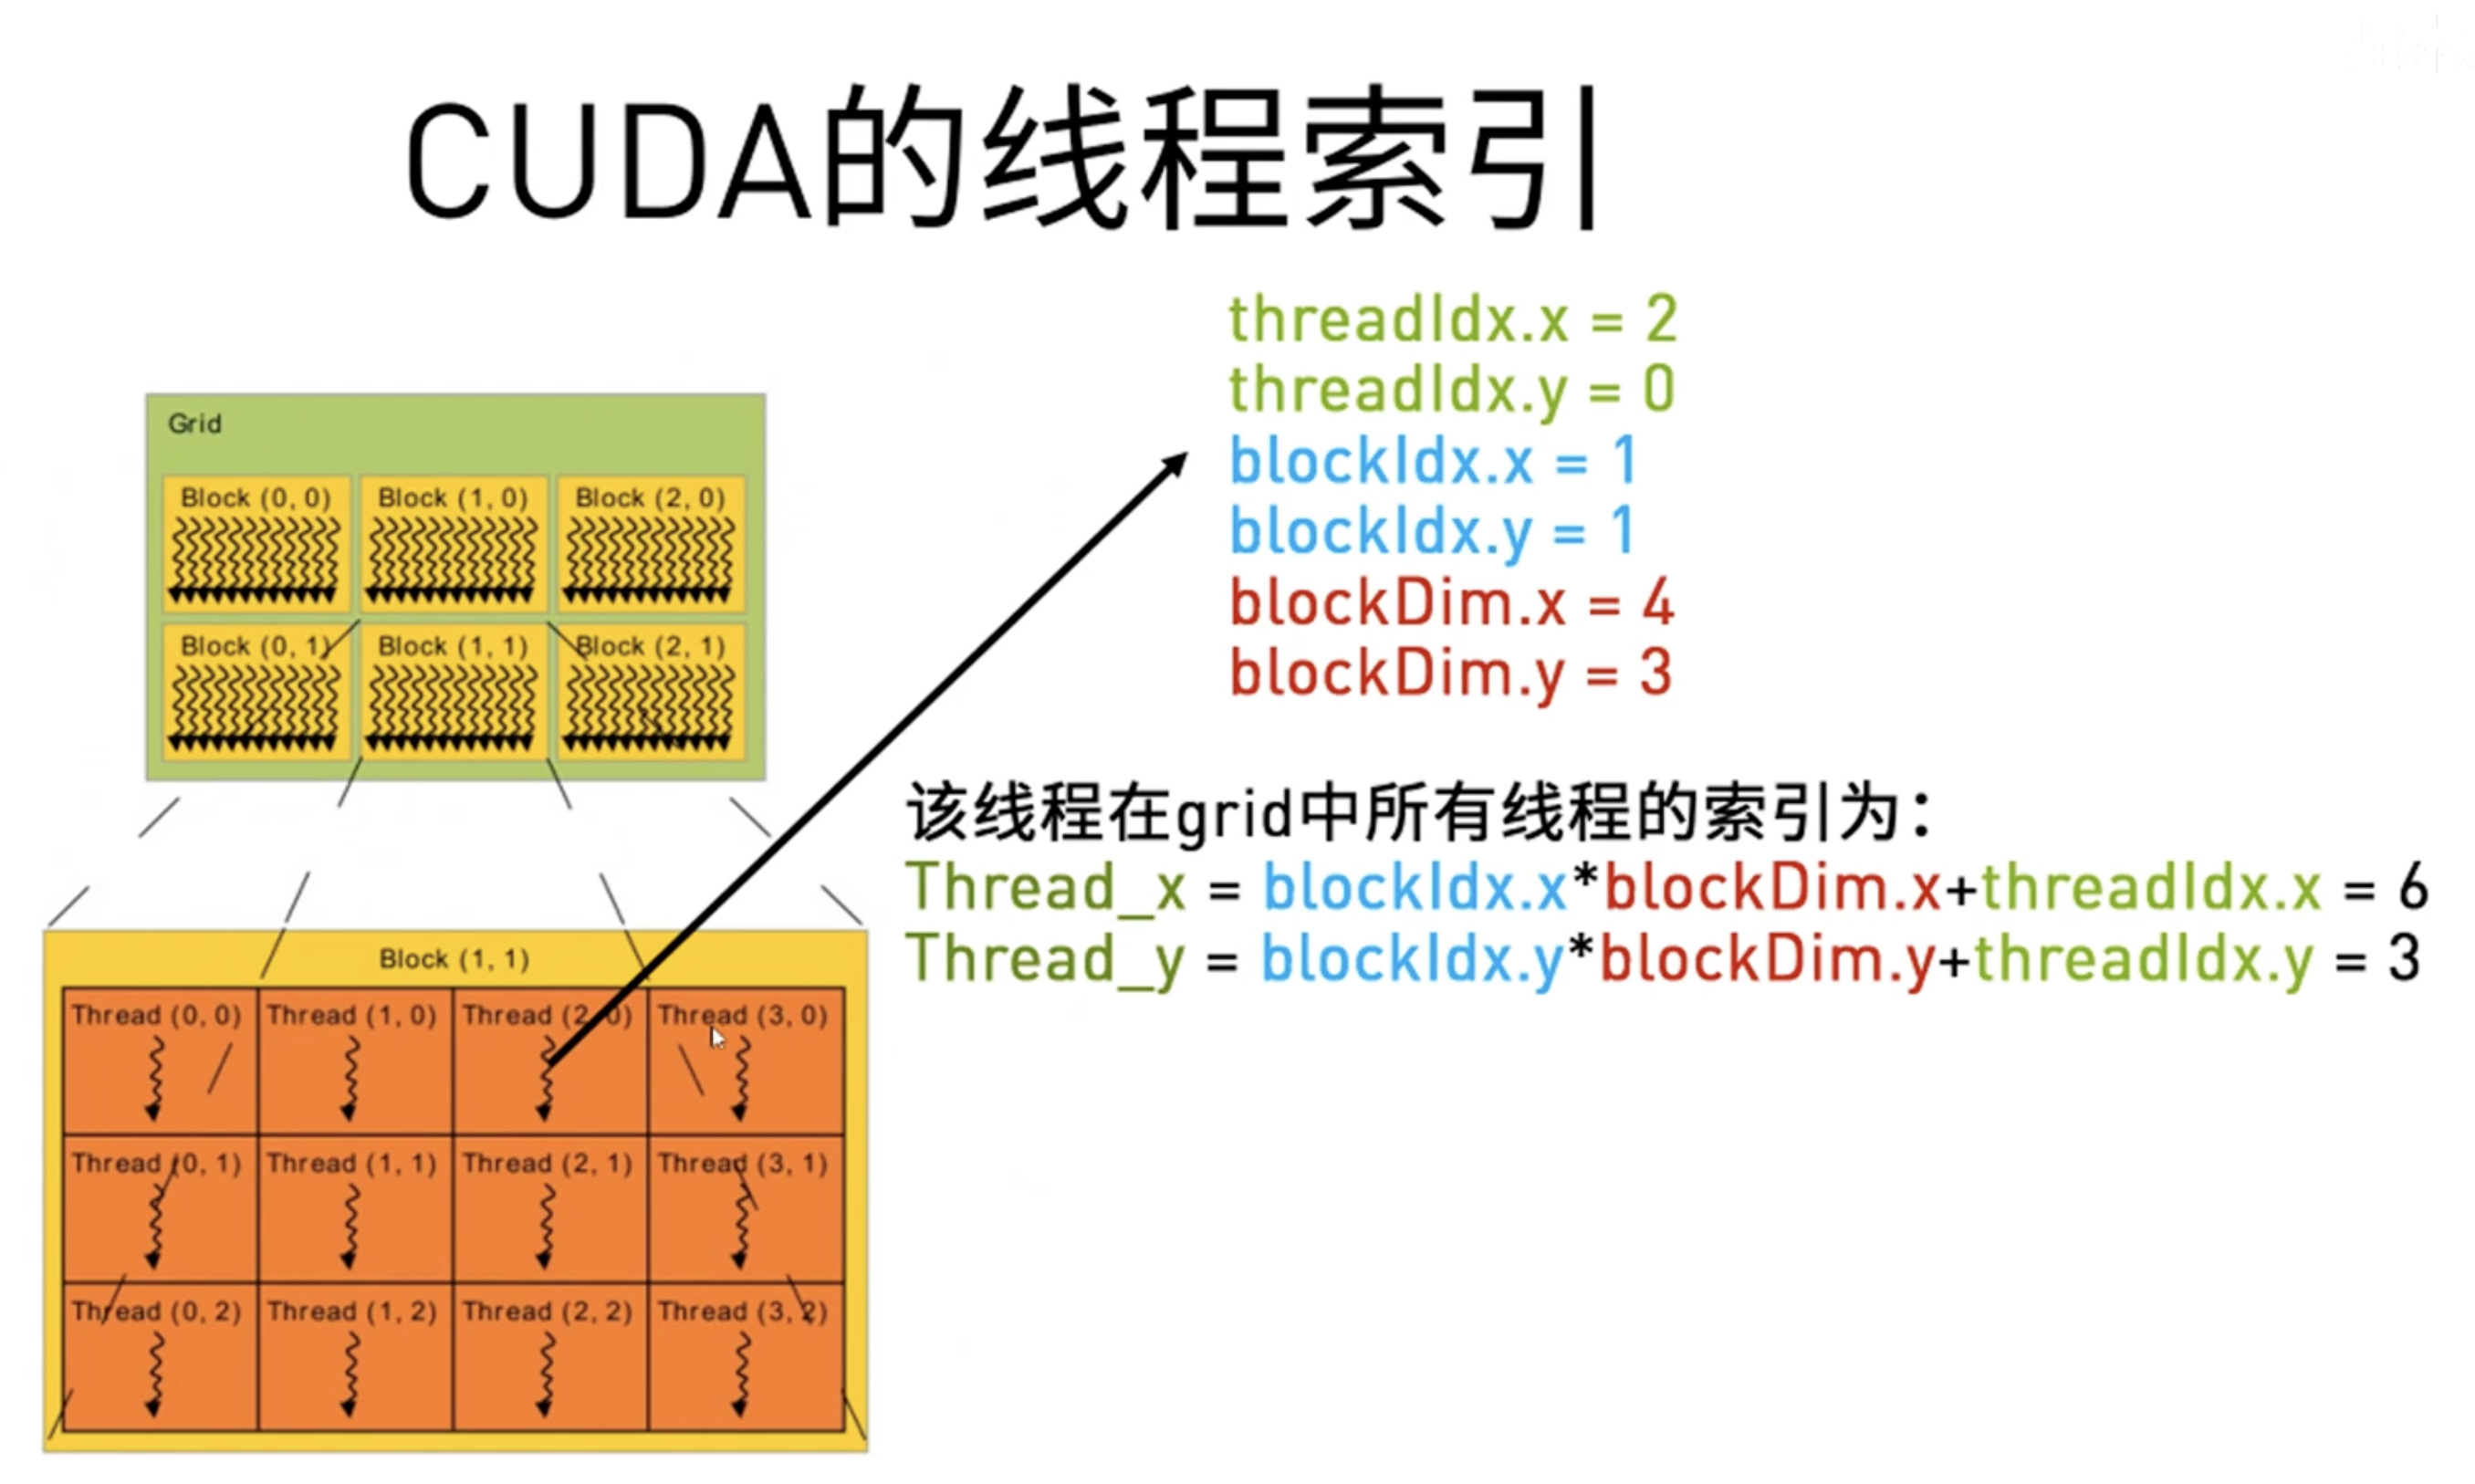 CUDA的线程索引
threadIdx.x = 2
threadIdx.y = 0
blockIdx.x = 1
blockIdx.y = 1
blockDim.x = 4
blockDim.y = 3
Grid
Block (0, 0) Block (1, 0) Block (2, 0)
Block (0, 1) Block (1, 1) Block (2, 1)
该线程在grid中所有线程的索引为：
Thread_x = blockIdx.x*blockDim.x+threadIdx.x = 6
Thread_y = blockIdx.y*blockDim.y+threadIdx.y = 3
Block (1, 1)
Thread (0, 0) Thread (1, 0) Thread (2, 0) Thread (3, 0)
Thread (0, 1) Thread (1, 1) Thread (2, 1) Thread (3, 1)
Thread (0, 2) Thread (1, 2) Thread (2, 2) Thread (3, 2)